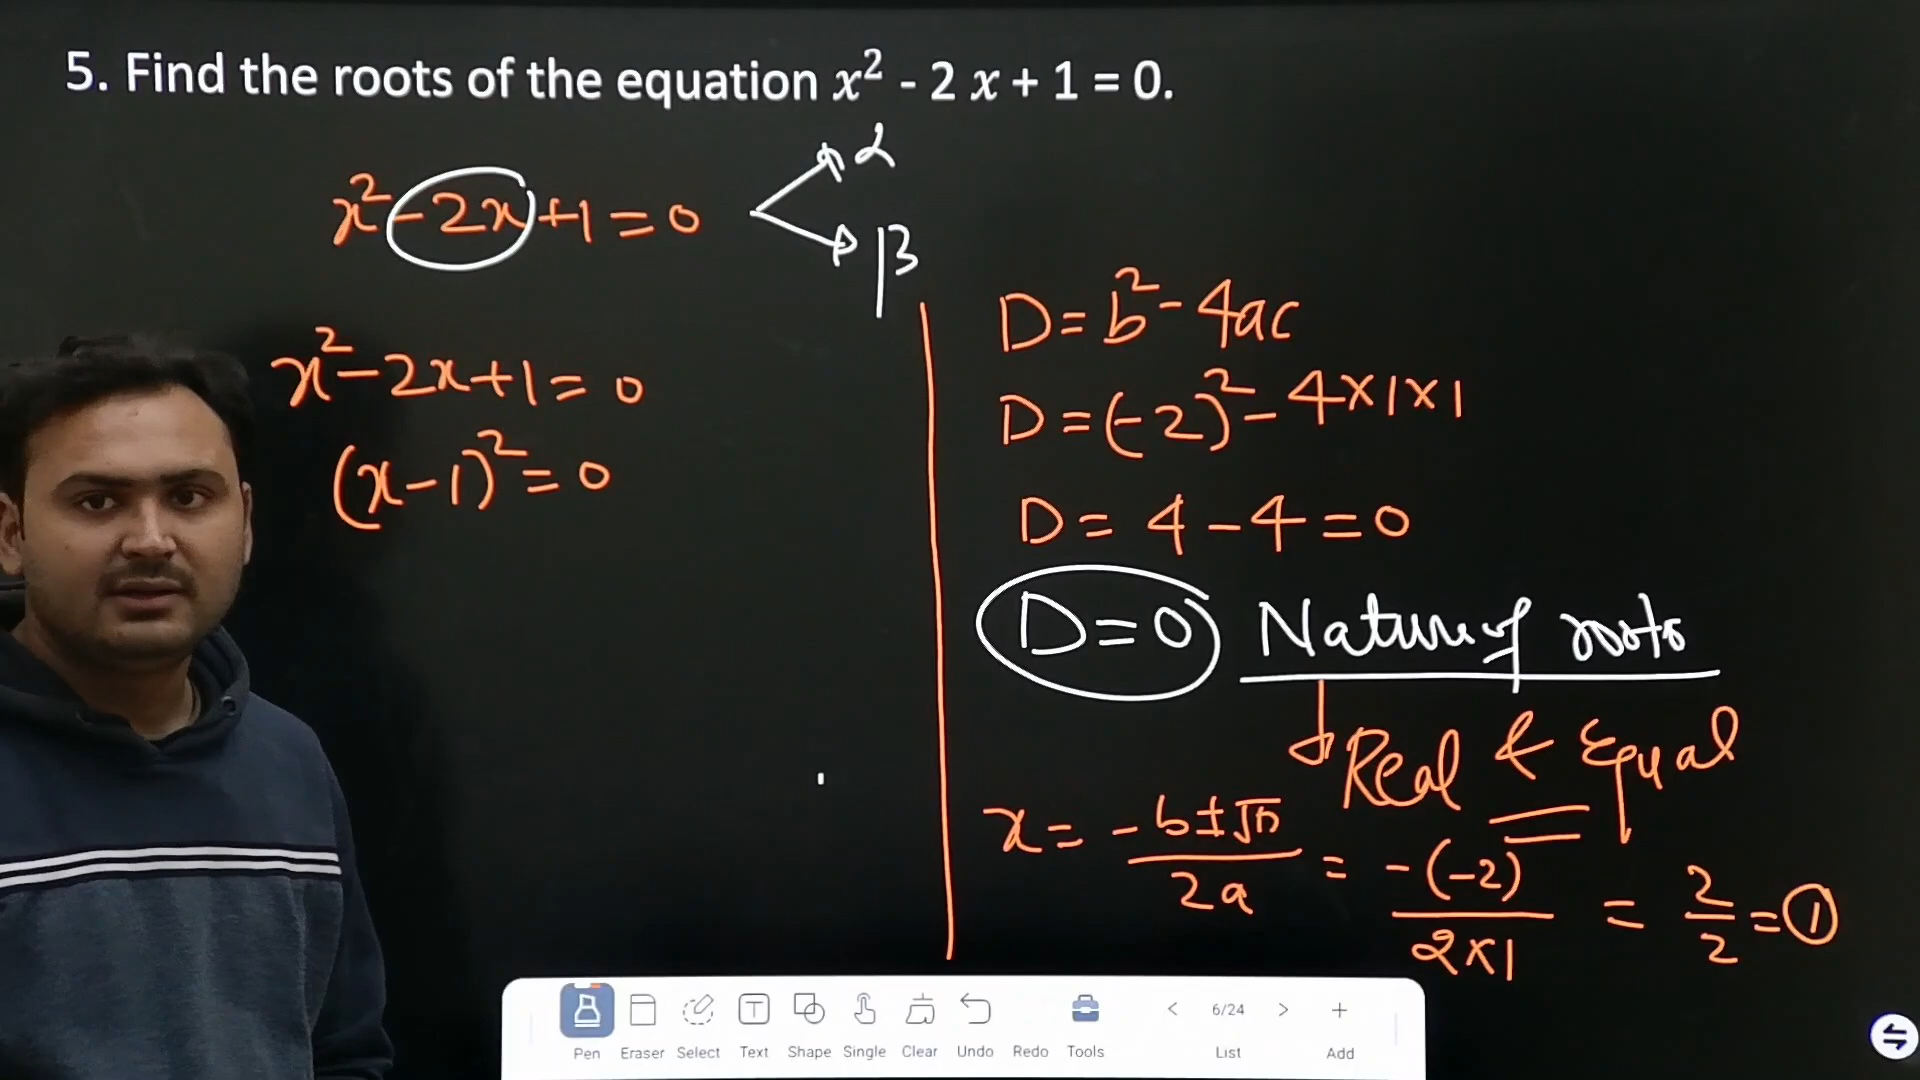 5. Find the roots of the equation x² - 2 x + 1 = 0.
x² - 2x + 1 = 0
α
β
x² - 2x + 1 = 0
(x - 1)² = 0
D = b² - 4ac
D = (-2)² - 4 × 1 × 1
D = 4 - 4 = 0
D = 0 Nature of roots
Real & Equal
x = -b ± √D / 2a = -(-2) / 2×1 = 2/2 = 1
Pen Eraser Select Text Shape Single Clear Undo Redo Tools < 6/24 > + List Add